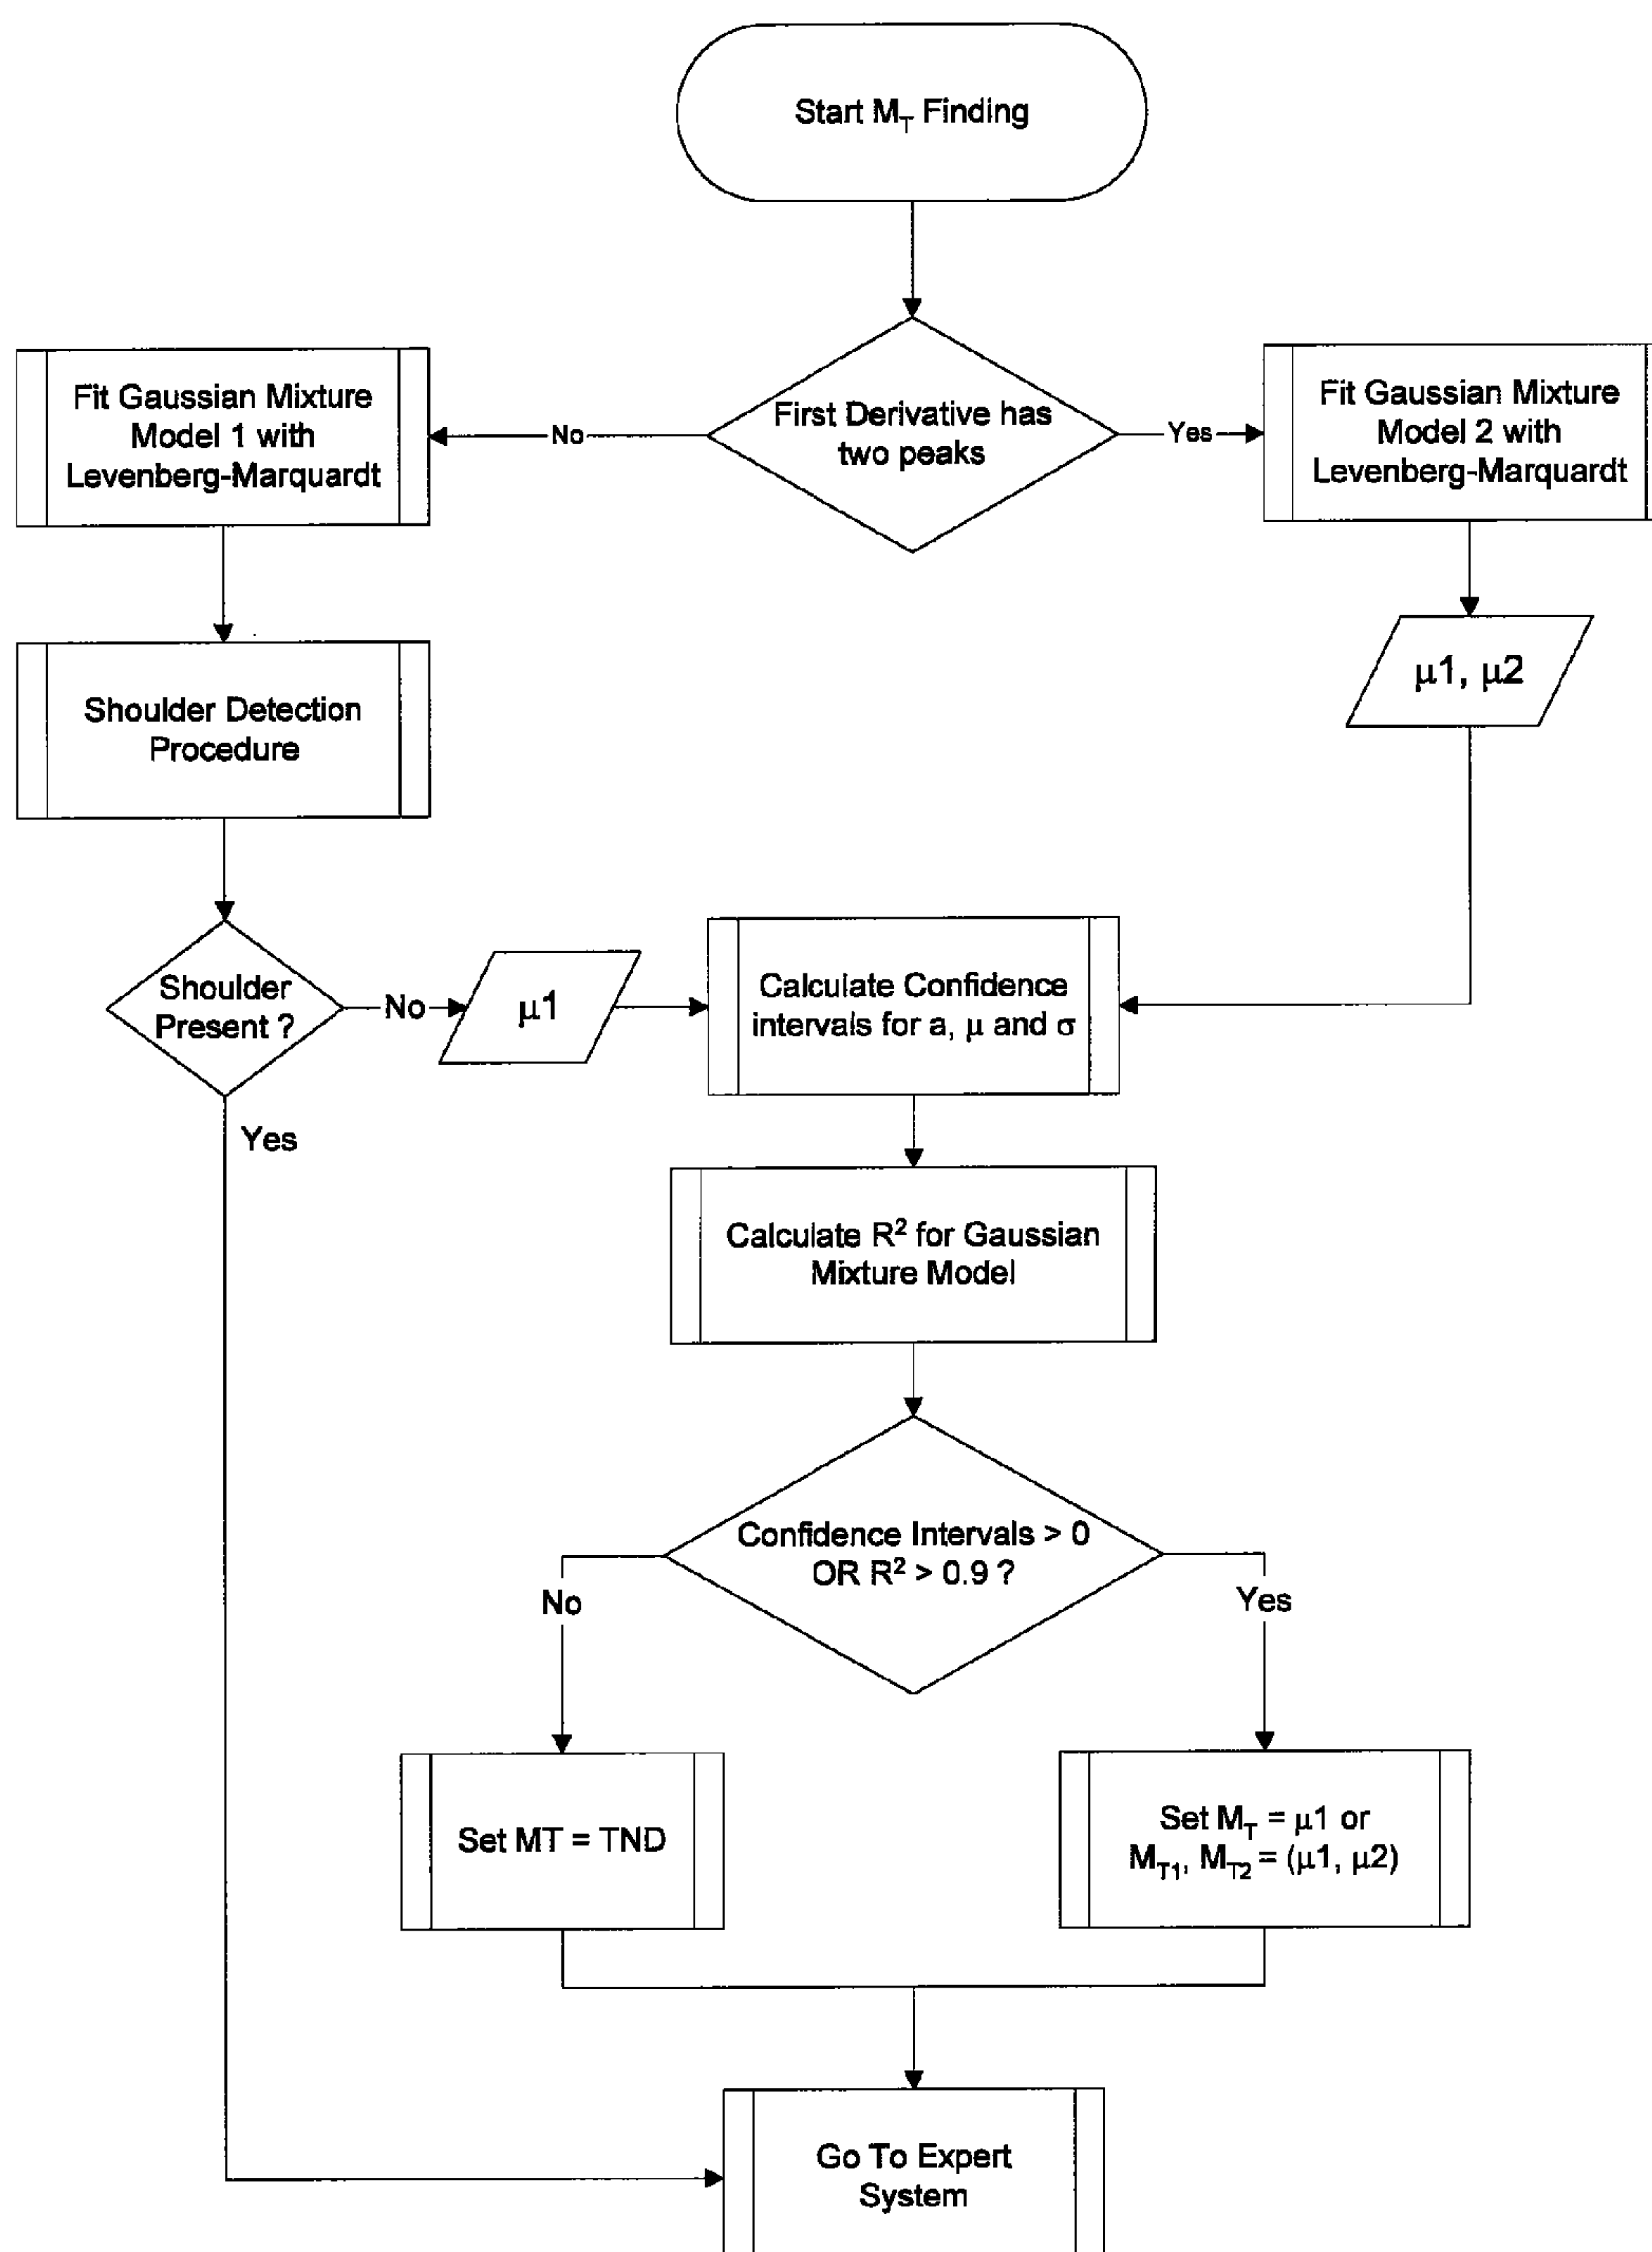 Start M_T Finding
First Derivative has
two peaks
No
Yes
Fit Gaussian Mixture
Model 1 with
Levenberg-Marquardt
Fit Gaussian Mixture
Model 2 with
Levenberg-Marquardt
μ1, μ2
Shoulder Detection
Procedure
Shoulder
Present ?
No
μ1
Calculate Confidence
intervals for a, μ and σ
Yes
Calculate R² for Gaussian
Mixture Model
Confidence Intervals > 0
OR R² > 0.9 ?
No
Yes
Set MT = TND
Set M_T = μ1 or
M_T1, M_T2 = (μ1, μ2)
Go To Expert
System